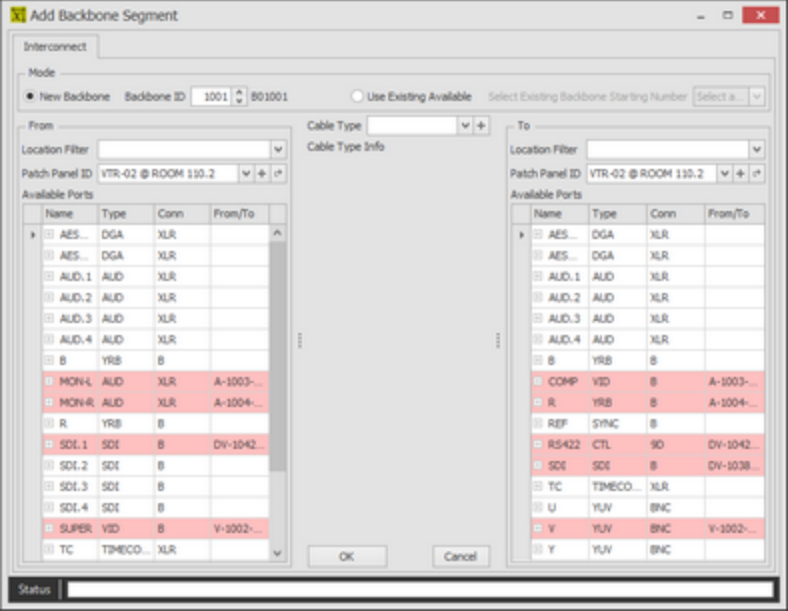 Add Backbone Segment
Interconnect
Mode
New Backbone Backbone ID 1001 B01001 Use Existing Available Select Existing Backbone Starting Number Select a...
From
Location Filter
Patch Panel ID VTR-02 @ ROOM 110.2
Available Ports
Name Type Conn From/To
AES... DGA XLR
AES... DGA XLR
AUD.1 AUD XLR
AUD.2 AUD XLR
AUD.3 AUD XLR
AUD.4 AUD XLR
B YRB B
MON-L AUD XLR A-1003-...
MON-R AUD XLR A-1004-...
R YRB B
SDI.1 SDI B DV-1042...
SDI.2 SDI B
SDI.3 SDI B
SDI.4 SDI B
SUPER VID B V-1002-...
TC TIMECO... XLR
Cable Type
Cable Type Info
OK Cancel
To
Location Filter
Patch Panel ID VTR-02 @ ROOM 110.2
Available Ports
Name Type Conn From/To
AES... DGA XLR
AES... DGA XLR
AUD.1 AUD XLR
AUD.2 AUD XLR
AUD.3 AUD XLR
AUD.4 AUD XLR
B YRB B
COMP VID B A-1003-...
R YRB B A-1004-...
REF SYNC B
RS422 CTL 9D DV-1042...
SDI SDI B DV-1038...
TC TIMECO... XLR
U YUV BNC
V YUV BNC V-1002-...
Y YUV BNC
Status